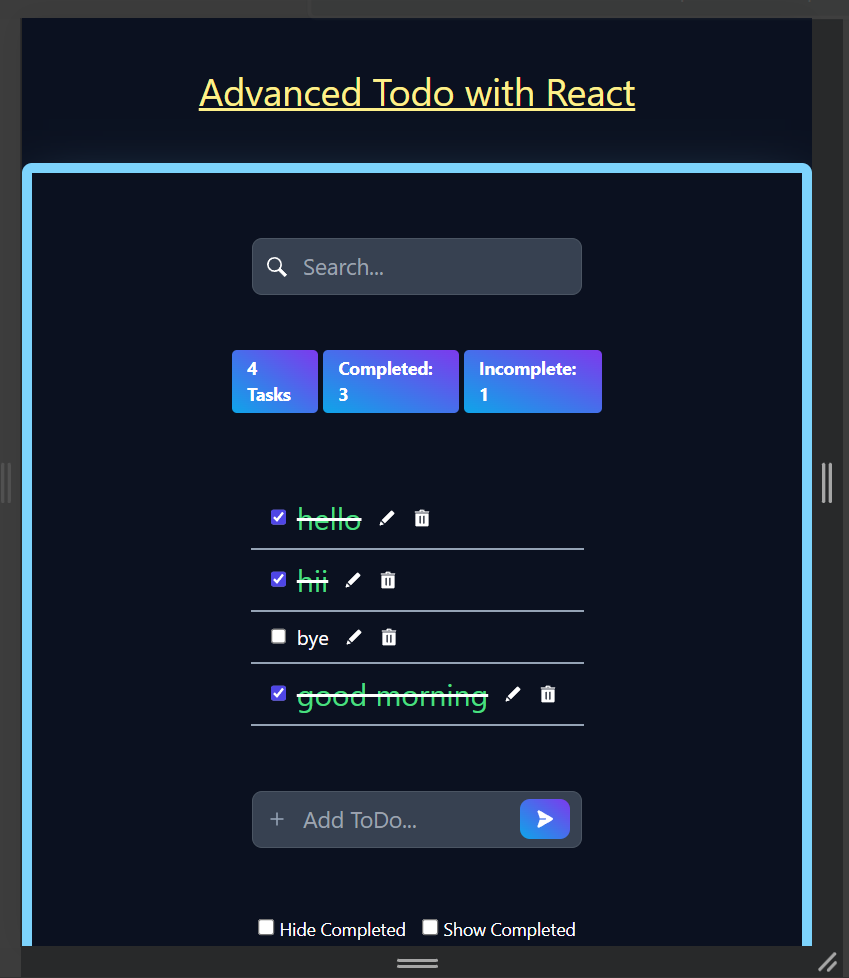 Advanced Todo with React
Search...
4 Tasks
Completed: 3
Incomplete: 1
hello
hii
bye
good morning
+ Add ToDo...
Hide Completed
Show Completed